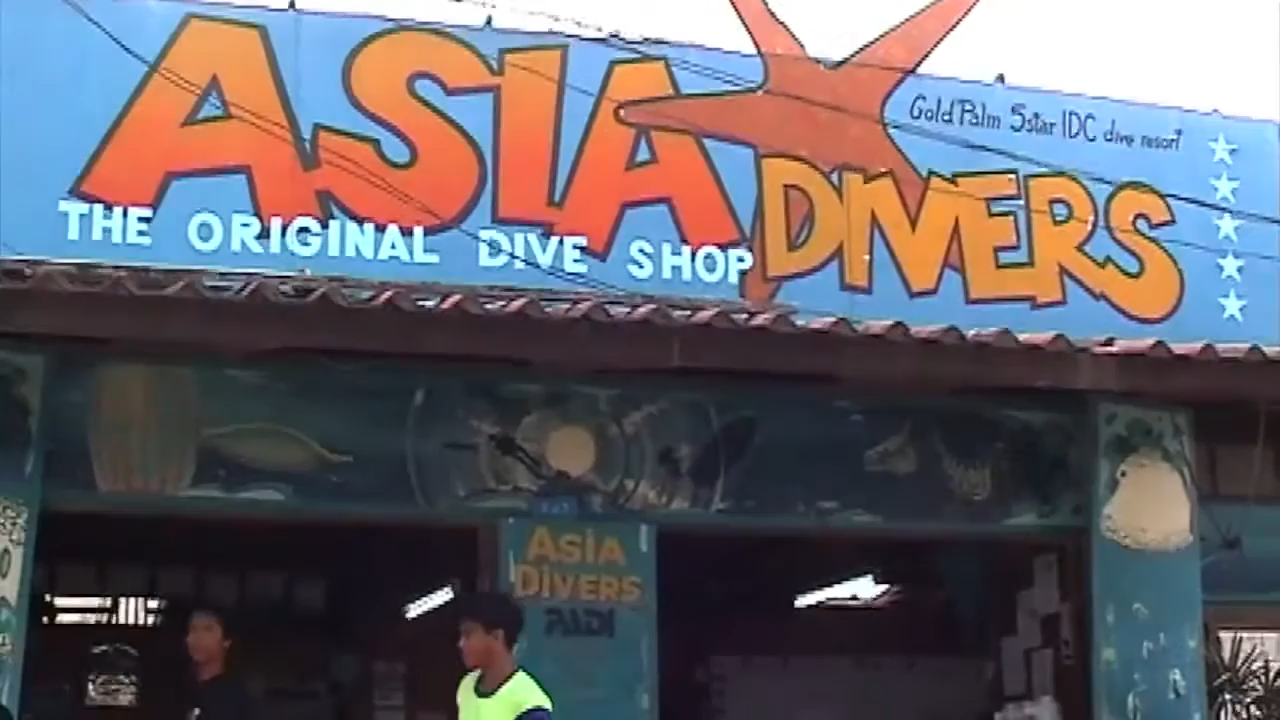 ASIA DIVERS
Gold Palm 5star IDC dive resort
THE ORIGINAL DIVE SHOP
ASIA
DIVERS
PADI